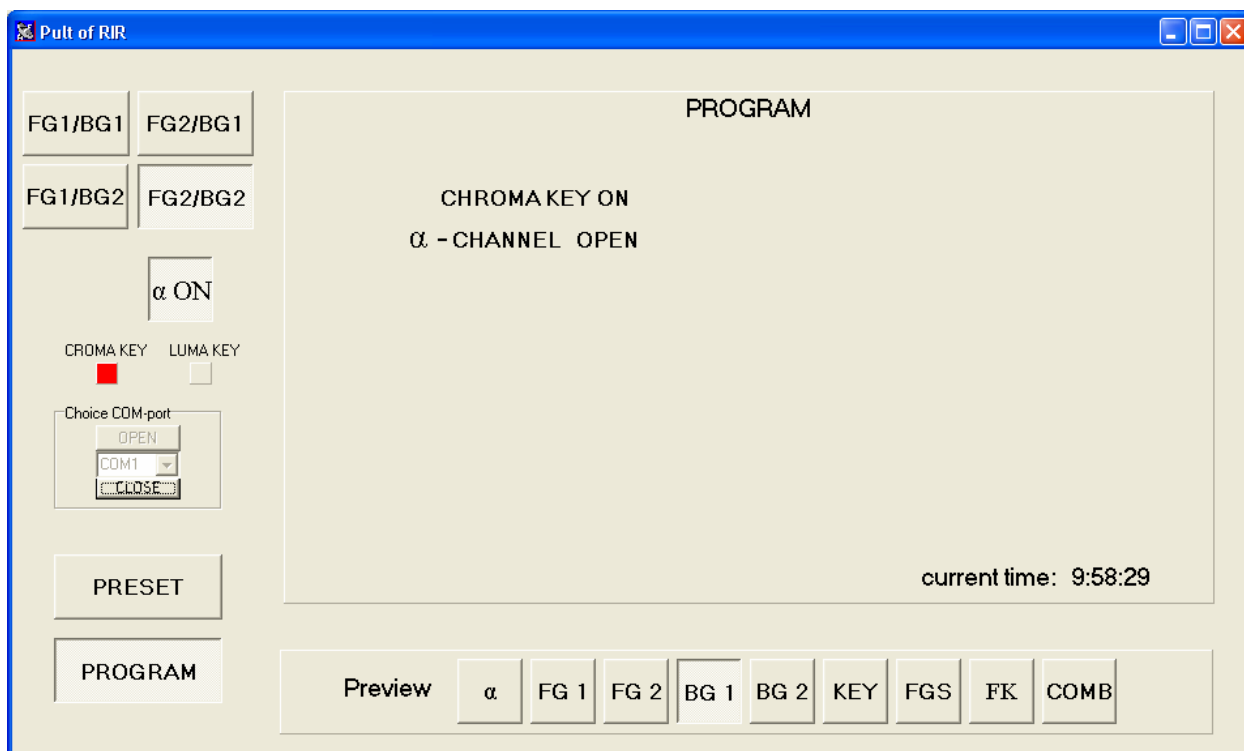 Pult of RIR
FG1/BG1 FG2/BG1
FG1/BG2 FG2/BG2
α ON
CROMA KEY LUMA KEY
Choice COM-port
OPEN
COM1
CLOSE
PRESET
PROGRAM
PROGRAM
CHROMA KEY ON
α - CHANNEL OPEN
current time: 9:58:29
Preview α FG 1 FG 2 BG 1 BG 2 KEY FGS FK COMB